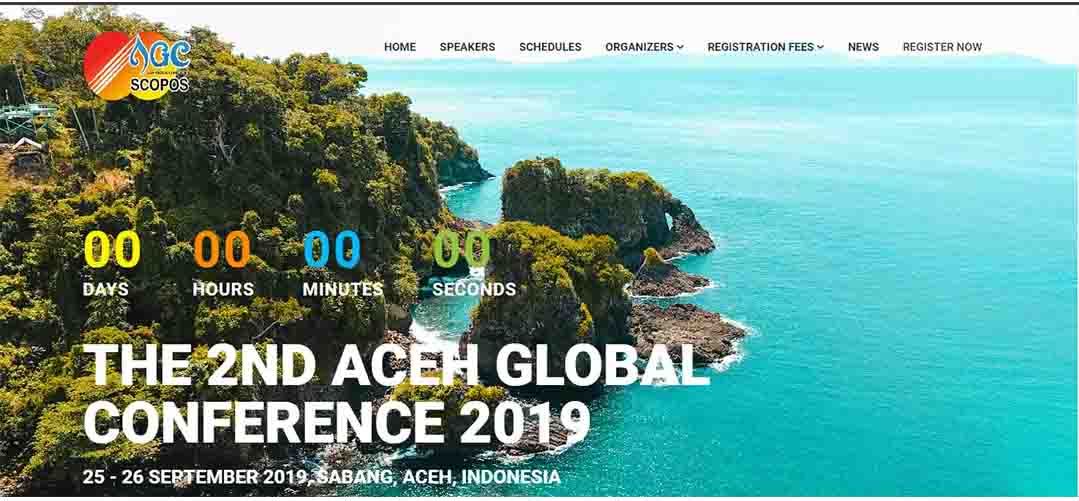 AGC
SCOPOS
HOME SPEAKERS SCHEDULES ORGANIZERS REGISTRATION FEES NEWS REGISTER NOW
00 00 00 00
DAYS HOURS MINUTES SECONDS
THE 2ND ACEH GLOBAL
CONFERENCE 2019
25 - 26 SEPTEMBER 2019, SABANG, ACEH, INDONESIA